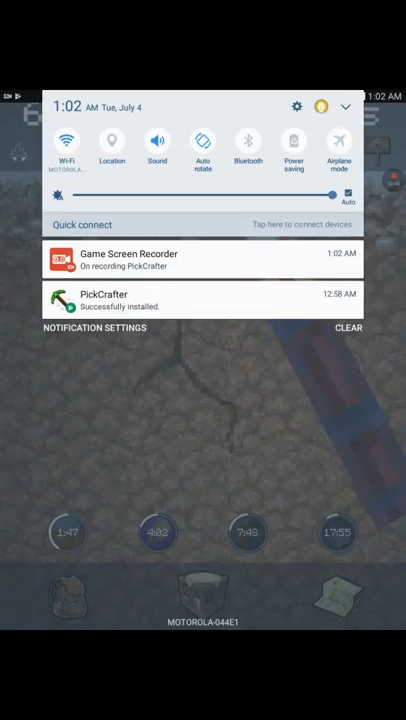 1:02 AM
1:02 AM Tue, July 4
Wi-Fi
MOTOROLA...
Location
Sound
Auto rotate
Bluetooth
Power saving
Airplane mode
Auto
Quick connect
Tap here to connect devices
Game Screen Recorder
1:02 AM
On recording PickCrafter
PickCrafter
12:58 AM
Successfully installed.
NOTIFICATION SETTINGS
CLEAR
1:47
4:02
7:48
17:55
MOTOROLA-044E1